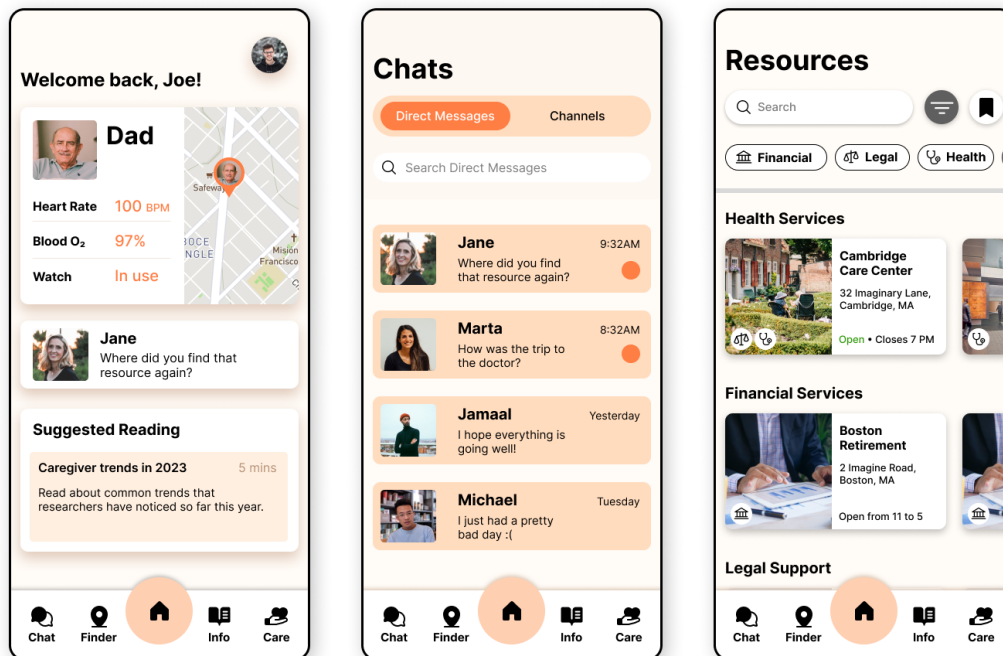 Welcome back, Joe!
Dad
Heart Rate 100 BPM
Blood O₂ 97%
Watch In use
Safeway
Mision
Francisco
Jane
Where did you find that
resource again?
Suggested Reading
Caregiver trends in 2023 5 mins
Read about common trends that
researchers have noticed so far this year.
Chat Finder Info Care
Chats
Direct Messages Channels
Search Direct Messages
Jane 9:32AM
Where did you find
that resource again?
Marta 8:32AM
How was the trip to
the doctor?
Jamaal Yesterday
I hope everything is
going well!
Michael Tuesday
I just had a pretty
bad day :(
Chat Finder Info Care
Resources
Search
Financial Legal Health
Health Services
Cambridge
Care Center
32 Imaginary Lane,
Cambridge, MA
Open • Closes 7 PM
Financial Services
Boston
Retirement
2 Imagine Road,
Boston, MA
Open from 11 to 5
Legal Support
Chat Finder Info Care